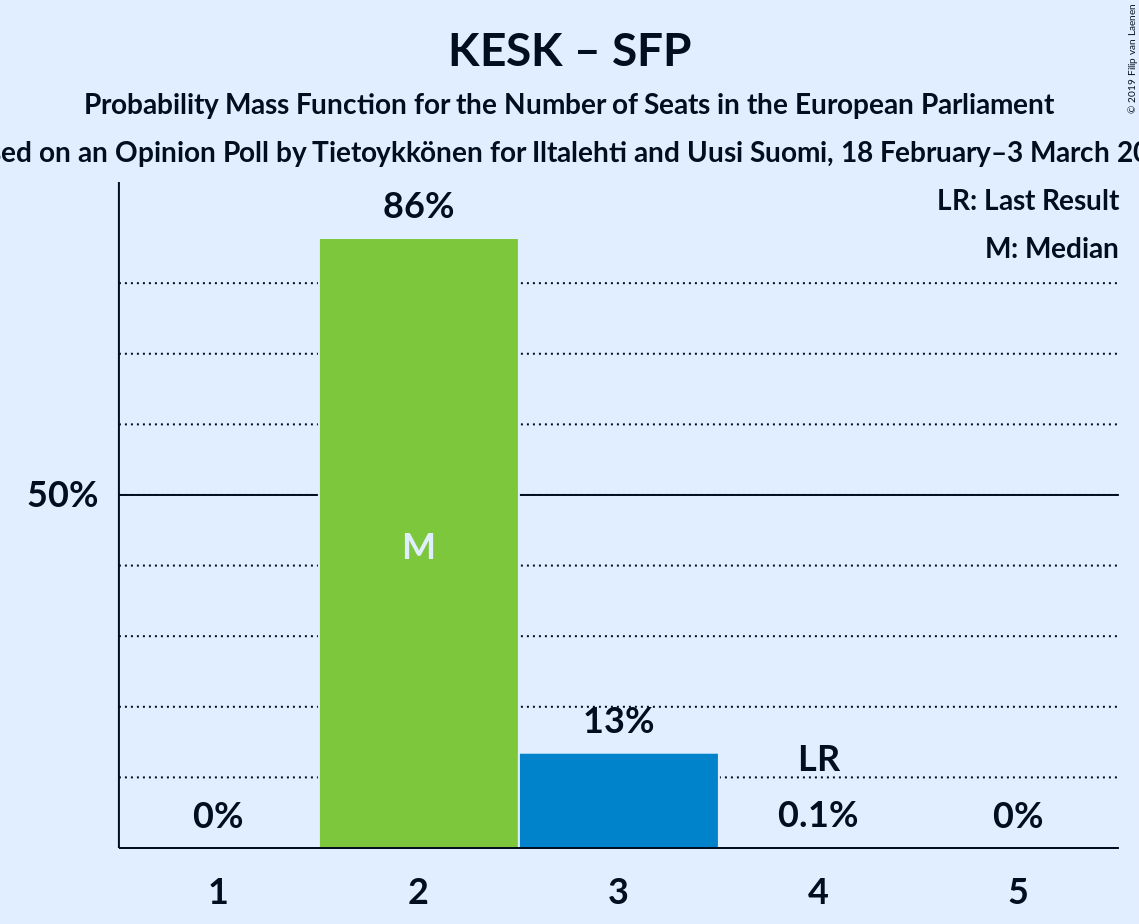 KESK – SFP
Probability Mass Function for the Number of Seats in the European Parliament
on an Opinion Poll by Tietoykkönen for Iltalehti and Uusi Suomi, 18 February–3 March
© 2019 Filip van Laenen
LR: Last Result
M: Median
86%
50%
M
13%
LR
0% 0.1% 0%
1 2 3 4 5